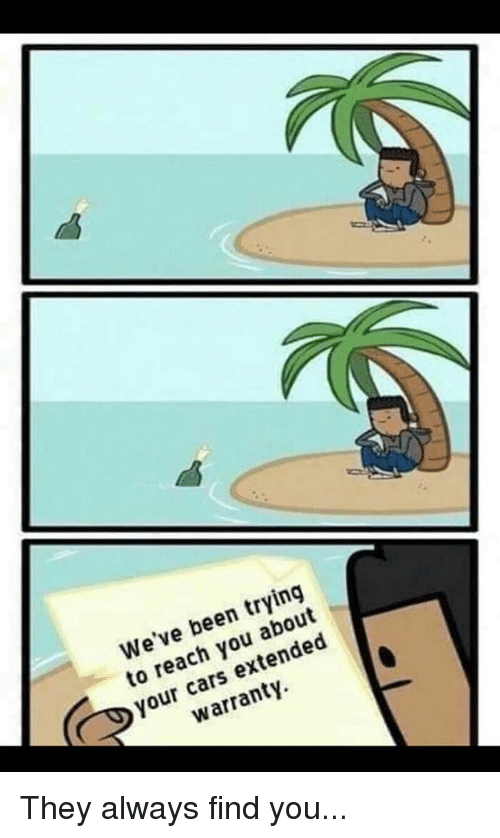 We've been trying
to reach you about
your cars extended
warranty.
They always find you...